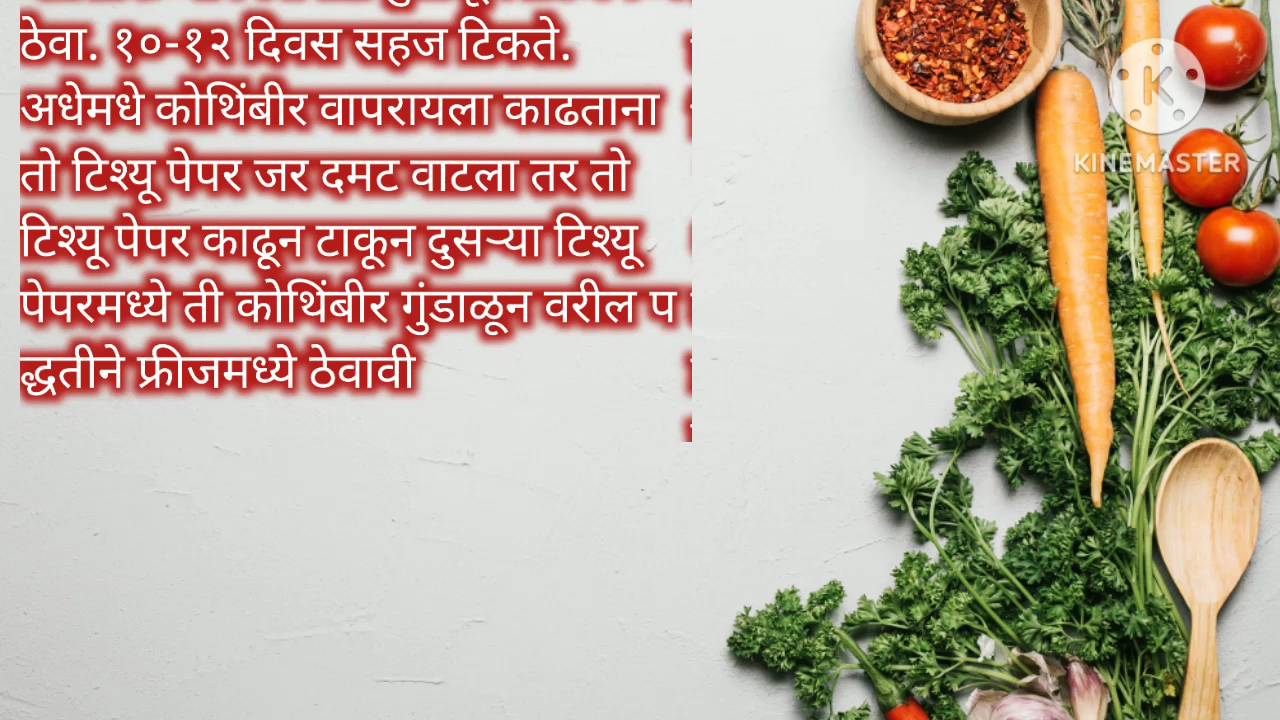 ठेवा. १०-१२ दिवस सहज टिकते.
अधेमधे कोथिंबीर वापरायला काढताना
तो टिश्यू पेपर जर दमट वाटला तर तो
टिश्यू पेपर काढून टाकून दुसऱ्या टिश्यू
पेपरमध्ये ती कोथिंबीर गुंडाळून वरील प
द्धतीने फ्रीजमध्ये ठेवावी
K
KINEMASTER